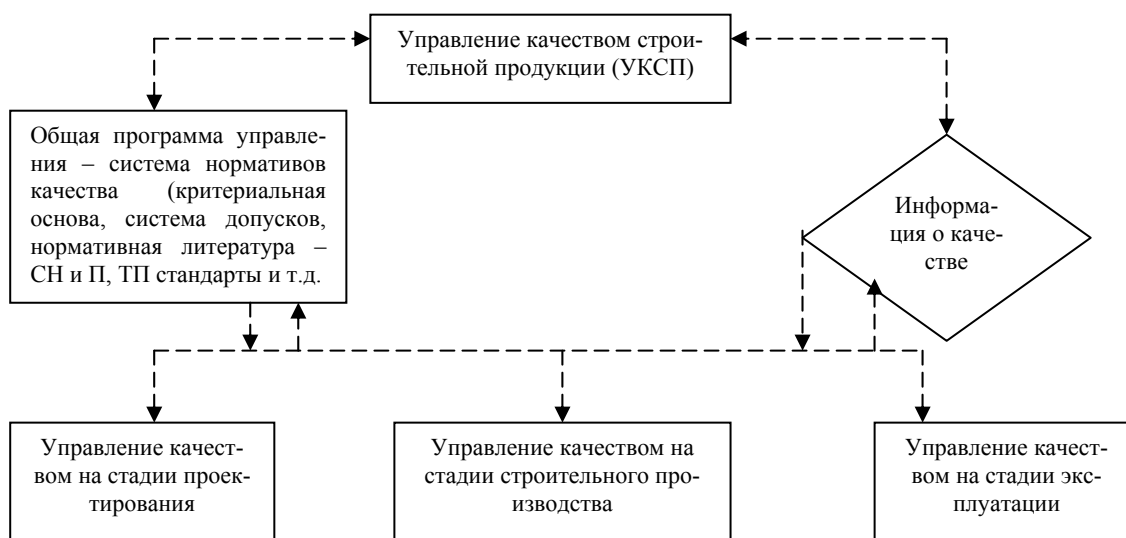 Управление качеством строи-
тельной продукции (УКСП)
Общая программа управле-
ния – система нормативов
качества (критериальная
основа, система допусков,
нормативная литература –
СН и П, ТП стандарты и т.д.
Информа-
ция о каче-
стве
Управление качест-
вом на стадии проек-
тирования
Управление качеством на
стадии строительного про-
изводства
Управление качест-
вом на стадии экс-
плуатации